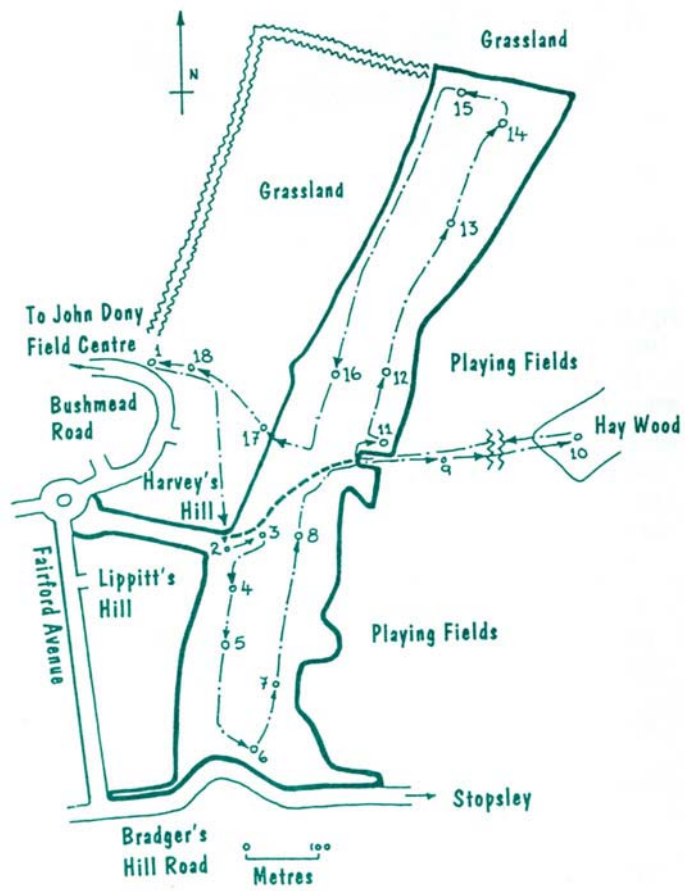 Grassland
N
15
14
Grassland
13
To John Dony
Field Centre
1
18
16
12
Playing Fields
Bushmead
Road
17
11
Hay Wood
9
10
Harvey's
Hill
2
3
8
Lippitt's
Hill
4
Fairford Avenue
5
Playing Fields
7
6
Stopsley
Bradger's
Hill Road
0
100
Metres